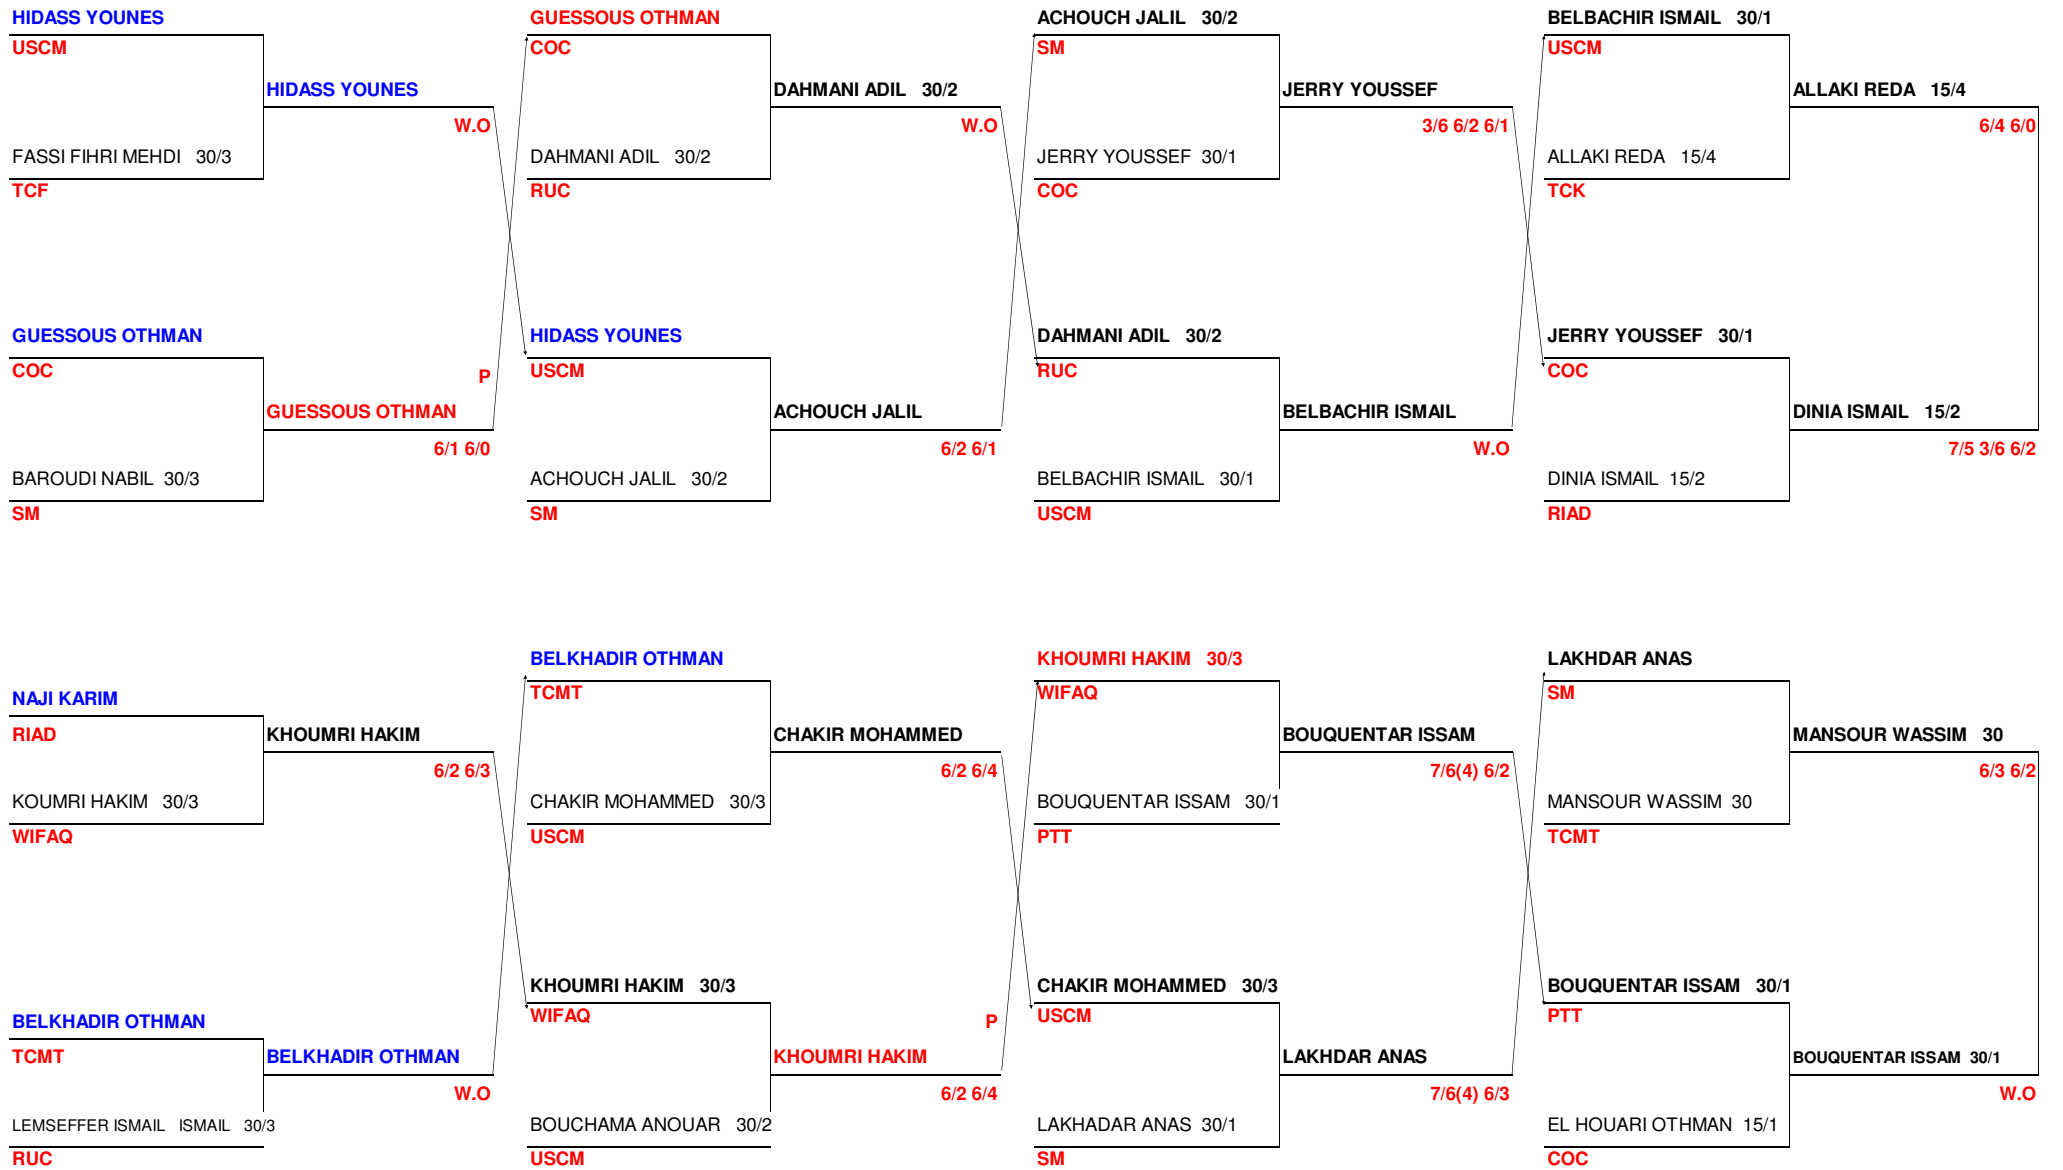 HIDASS YOUNES
USCM
HIDASS YOUNES
W.O
FASSI FIHRI MEHDI 30/3
TCF
GUESSOUS OTHMAN
COC
P
GUESSOUS OTHMAN
6/1 6/0
BAROUDI NABIL 30/3
SM
GUESSOUS OTHMAN
COC
DAHMANI ADIL 30/2
W.O
DAHMANI ADIL 30/2
RUC
HIDASS YOUNES
USCM
ACHOUCH JALIL
6/2 6/1
ACHOUCH JALIL 30/2
SM
ACHOUCH JALIL 30/2
SM
JERRY YOUSSEF
3/6 6/2 6/1
JERRY YOUSSEF 30/1
COC
DAHMANI ADIL 30/2
RUC
BELBACHIR ISMAIL
W.O
BELBACHIR ISMAIL 30/1
USCM
BELBACHIR ISMAIL 30/1
USCM
ALLAKI REDA 15/4
6/4 6/0
ALLAKI REDA 15/4
TCK
JERRY YOUSSEF 30/1
COC
DINIA ISMAIL 15/2
7/5 3/6 6/2
DINIA ISMAIL 15/2
RIAD
NAJI KARIM
RIAD
KHOUMRI HAKIM
6/2 6/3
KOUMRI HAKIM 30/3
WIFAQ
BELKHADIR OTHMAN
TCMT
BELKHADIR OTHMAN
W.O
LEMSEFFER ISMAIL ISMAIL 30/3
RUC
BELKHADIR OTHMAN
TCMT
CHAKIR MOHAMMED
6/2 6/4
CHAKIR MOHAMMED 30/3
USCM
KHOUMRI HAKIM 30/3
WIFAQ
P
KHOUMRI HAKIM
6/2 6/4
BOUCHAMA ANOUAR 30/2
USCM
KHOUMRI HAKIM 30/3
WIFAQ
BOUQUENTAR ISSAM
7/6(4) 6/2
BOUQUENTAR ISSAM 30/1
PTT
CHAKIR MOHAMMED 30/3
USCM
LAKHDAR ANAS
7/6(4) 6/3
LAKHADAR ANAS 30/1
SM
LAKHDAR ANAS
SM
MANSOUR WASSIM 30
6/3 6/2
MANSOUR WASSIM 30
TCMT
BOUQUENTAR ISSAM 30/1
PTT
BOUQUENTAR ISSAM 30/1
W.O
EL HOUARI OTHMAN 15/1
COC